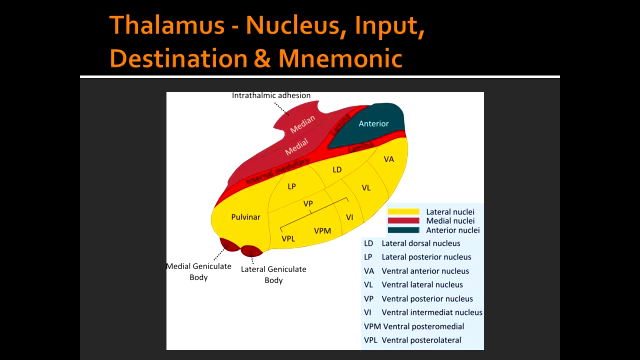 Thalamus - Nucleus, Input,
Destination & Mnemonic
Intrathalmic adhesion
Median
Anterior
Medial
VA
LD
LP
VL
VP
Pulvinar
VI
VPM
VPL
Lateral nuclei
Medial nuclei
Anterior nuclei
LD Lateral dorsal nucleus
LP Lateral posterior nucleus
VA Ventral anterior nucleus
VL Ventral lateral nucleus
VP Ventral posterior nucleus
VI Ventral intermediat nucleus
VPM Ventral posteromedial
VPL Ventral posterolateral
Medial Geniculate
Body
Lateral Geniculate
Body